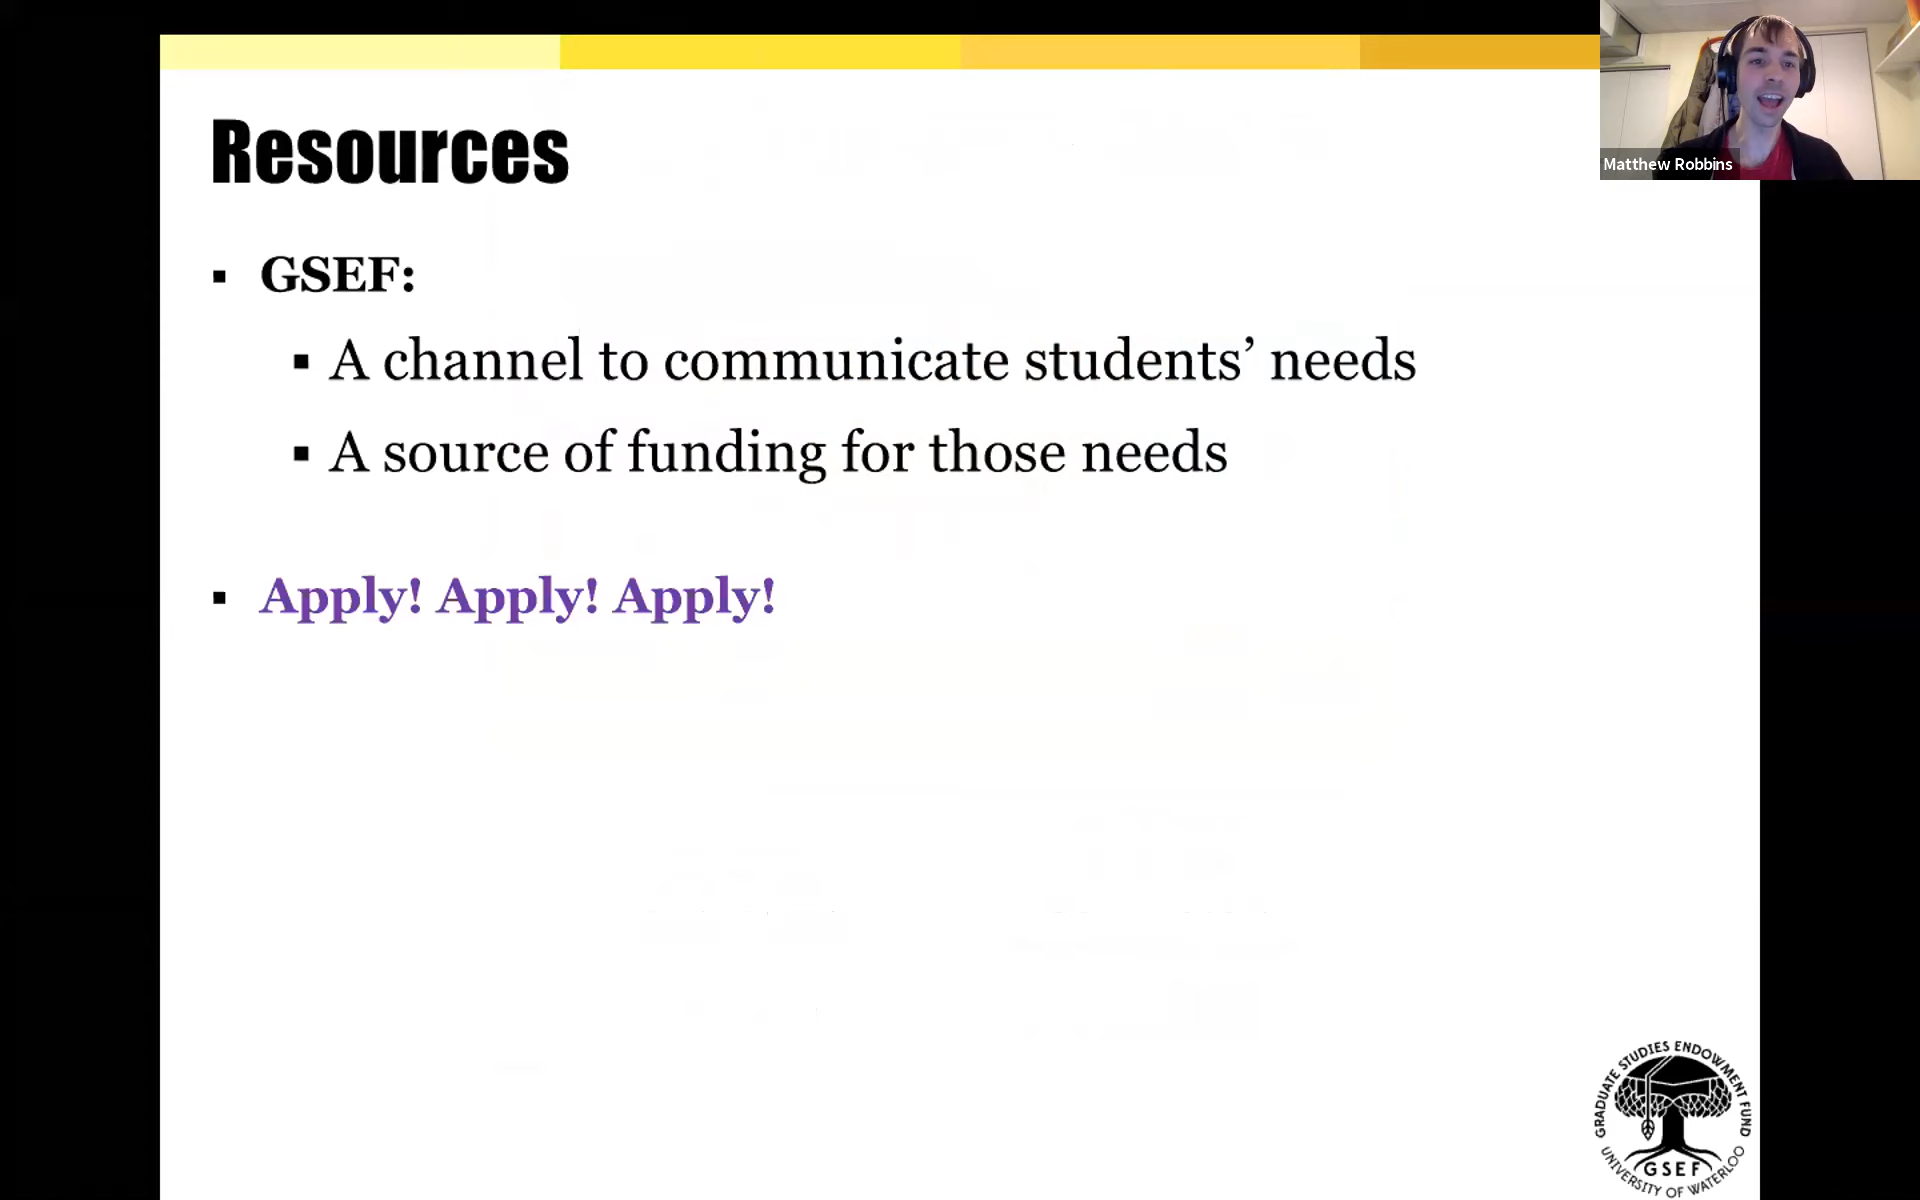 Resources
Matthew Robbins
▪ GSEF:
▪ A channel to communicate students’ needs
▪ A source of funding for those needs
▪ Apply! Apply! Apply!
GRADUATE STUDIES ENDOWMENT FUND
GSEF
UNIVERSITY OF WATERLOO